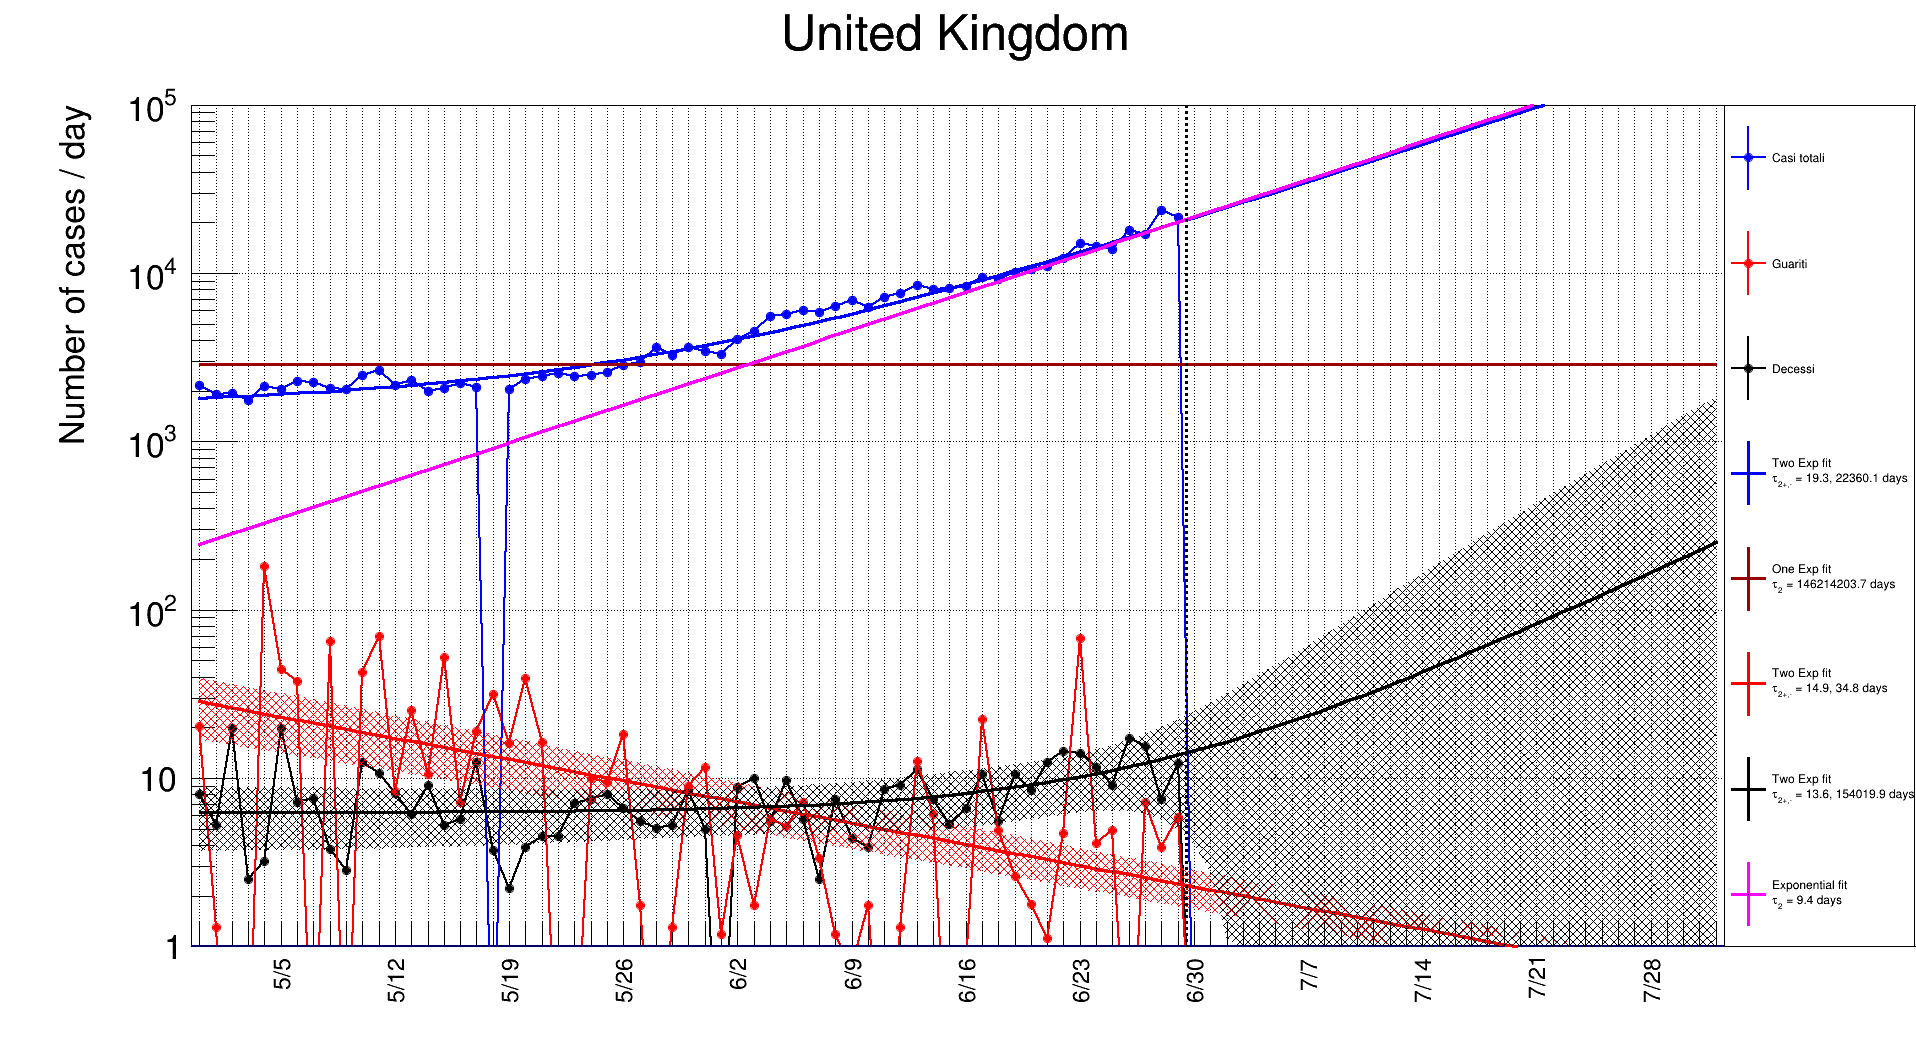 United Kingdom
Number of cases / day
10^5
10^4
10^3
10^2
10
1
5/5
5/12
5/19
5/26
6/2
6/9
6/16
6/23
6/30
7/7
7/14
7/21
7/28
Casi totali
Guariti
Decessi
Two Exp fit
τ2+,- = 19.3, 22360.1 days
One Exp fit
τ2 = 146214203.7 days
Two Exp fit
τ2+,- = 14.9, 34.8 days
Two Exp fit
τ2+,- = 13.6, 154019.9 days
Exponential fit
τ2 = 9.4 days